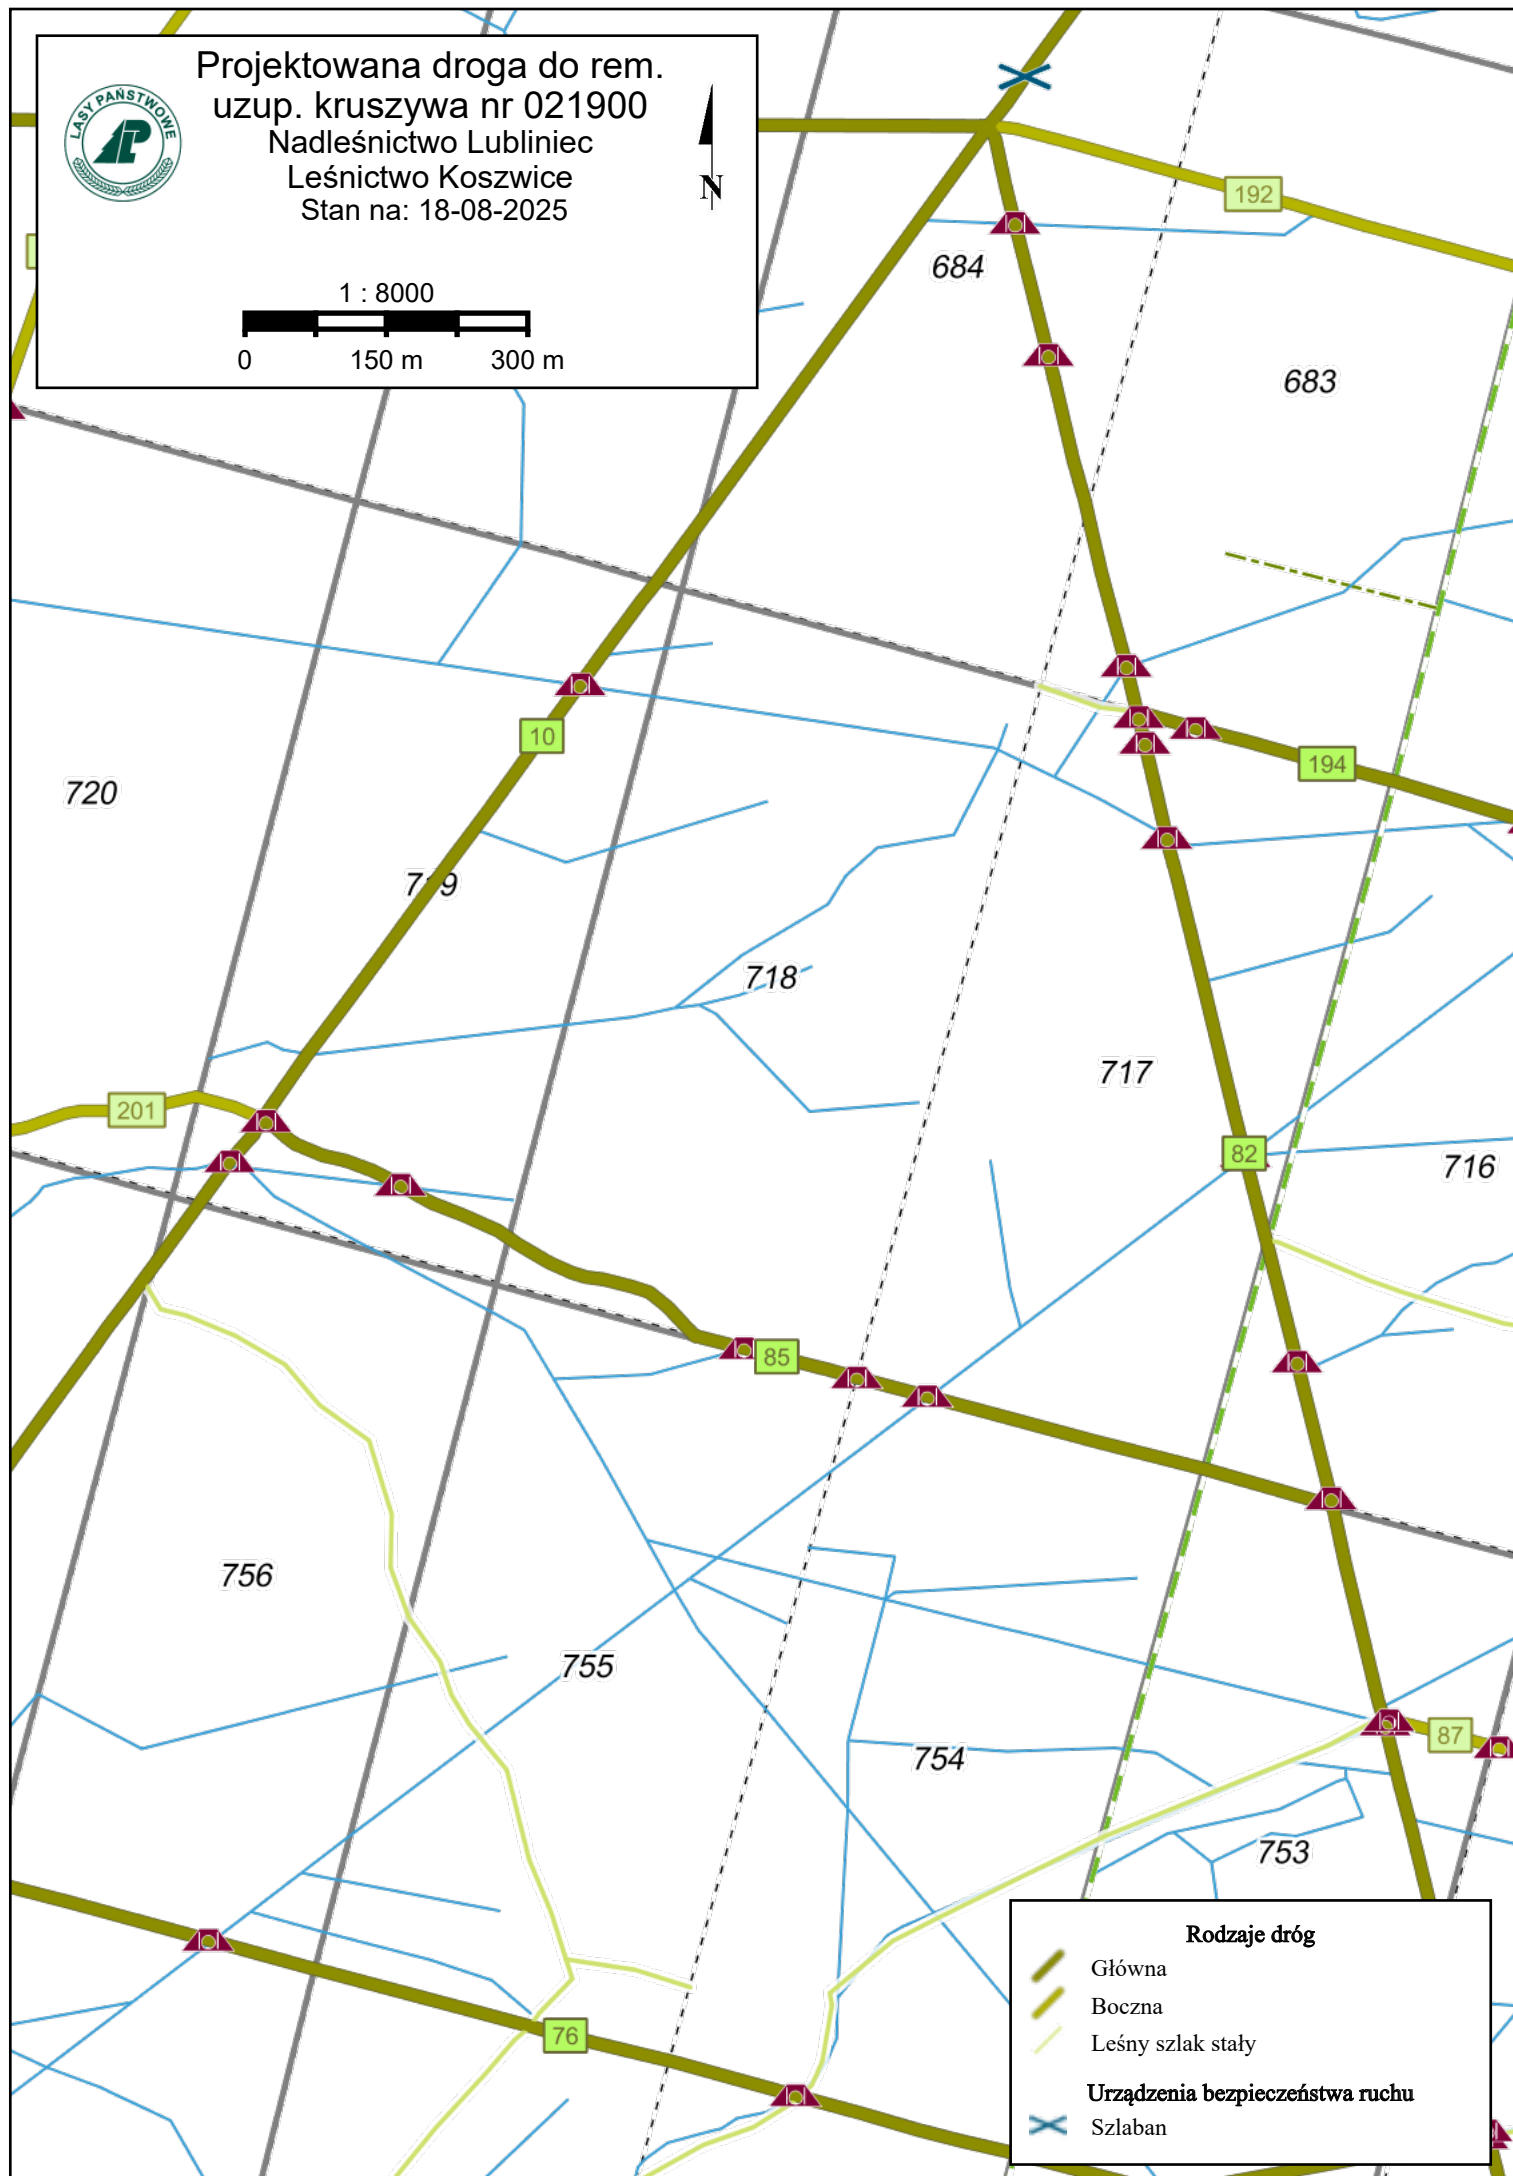 Projektowana droga do rem.
uzup. kruszywa nr 021900
Nadleśnictwo Lubliniec
Leśnictwo Koszwice
Stan na: 18-08-2025
LASY PAŃSTWOWE
N
1 : 8000
0 150 m 300 m
192
684
683
10
194
720
719
718
717
201
82
716
85
756
755
754
87
753
76
Rodzaje dróg
Główna
Boczna
Leśny szlak stały
Urządzenia bezpieczeństwa ruchu
Szlaban